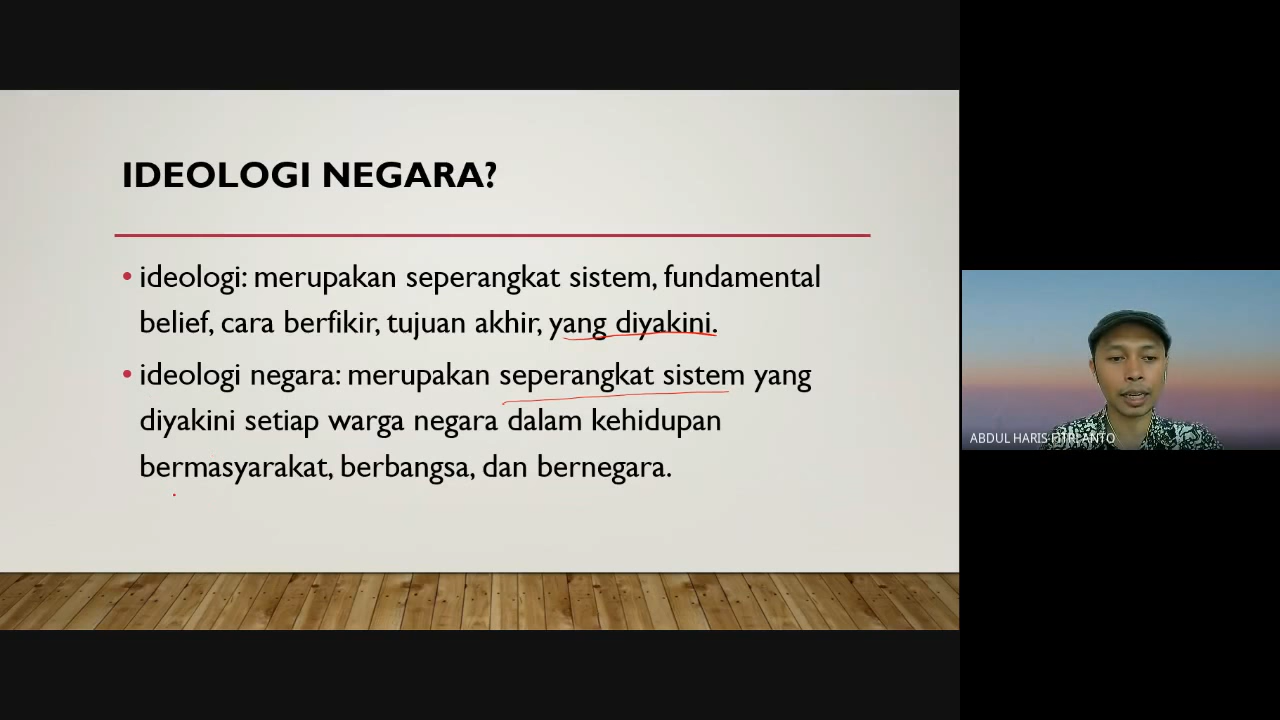 IDEOLOGI NEGARA?
• ideologi: merupakan seperangkat sistem, fundamental
belief, cara berfikir, tujuan akhir, yang diyakini.
• ideologi negara: merupakan seperangkat sistem yang
diyakini setiap warga negara dalam kehidupan
bermasyarakat, berbangsa, dan bernegara.
ABDUL HARIS FITRIANTO